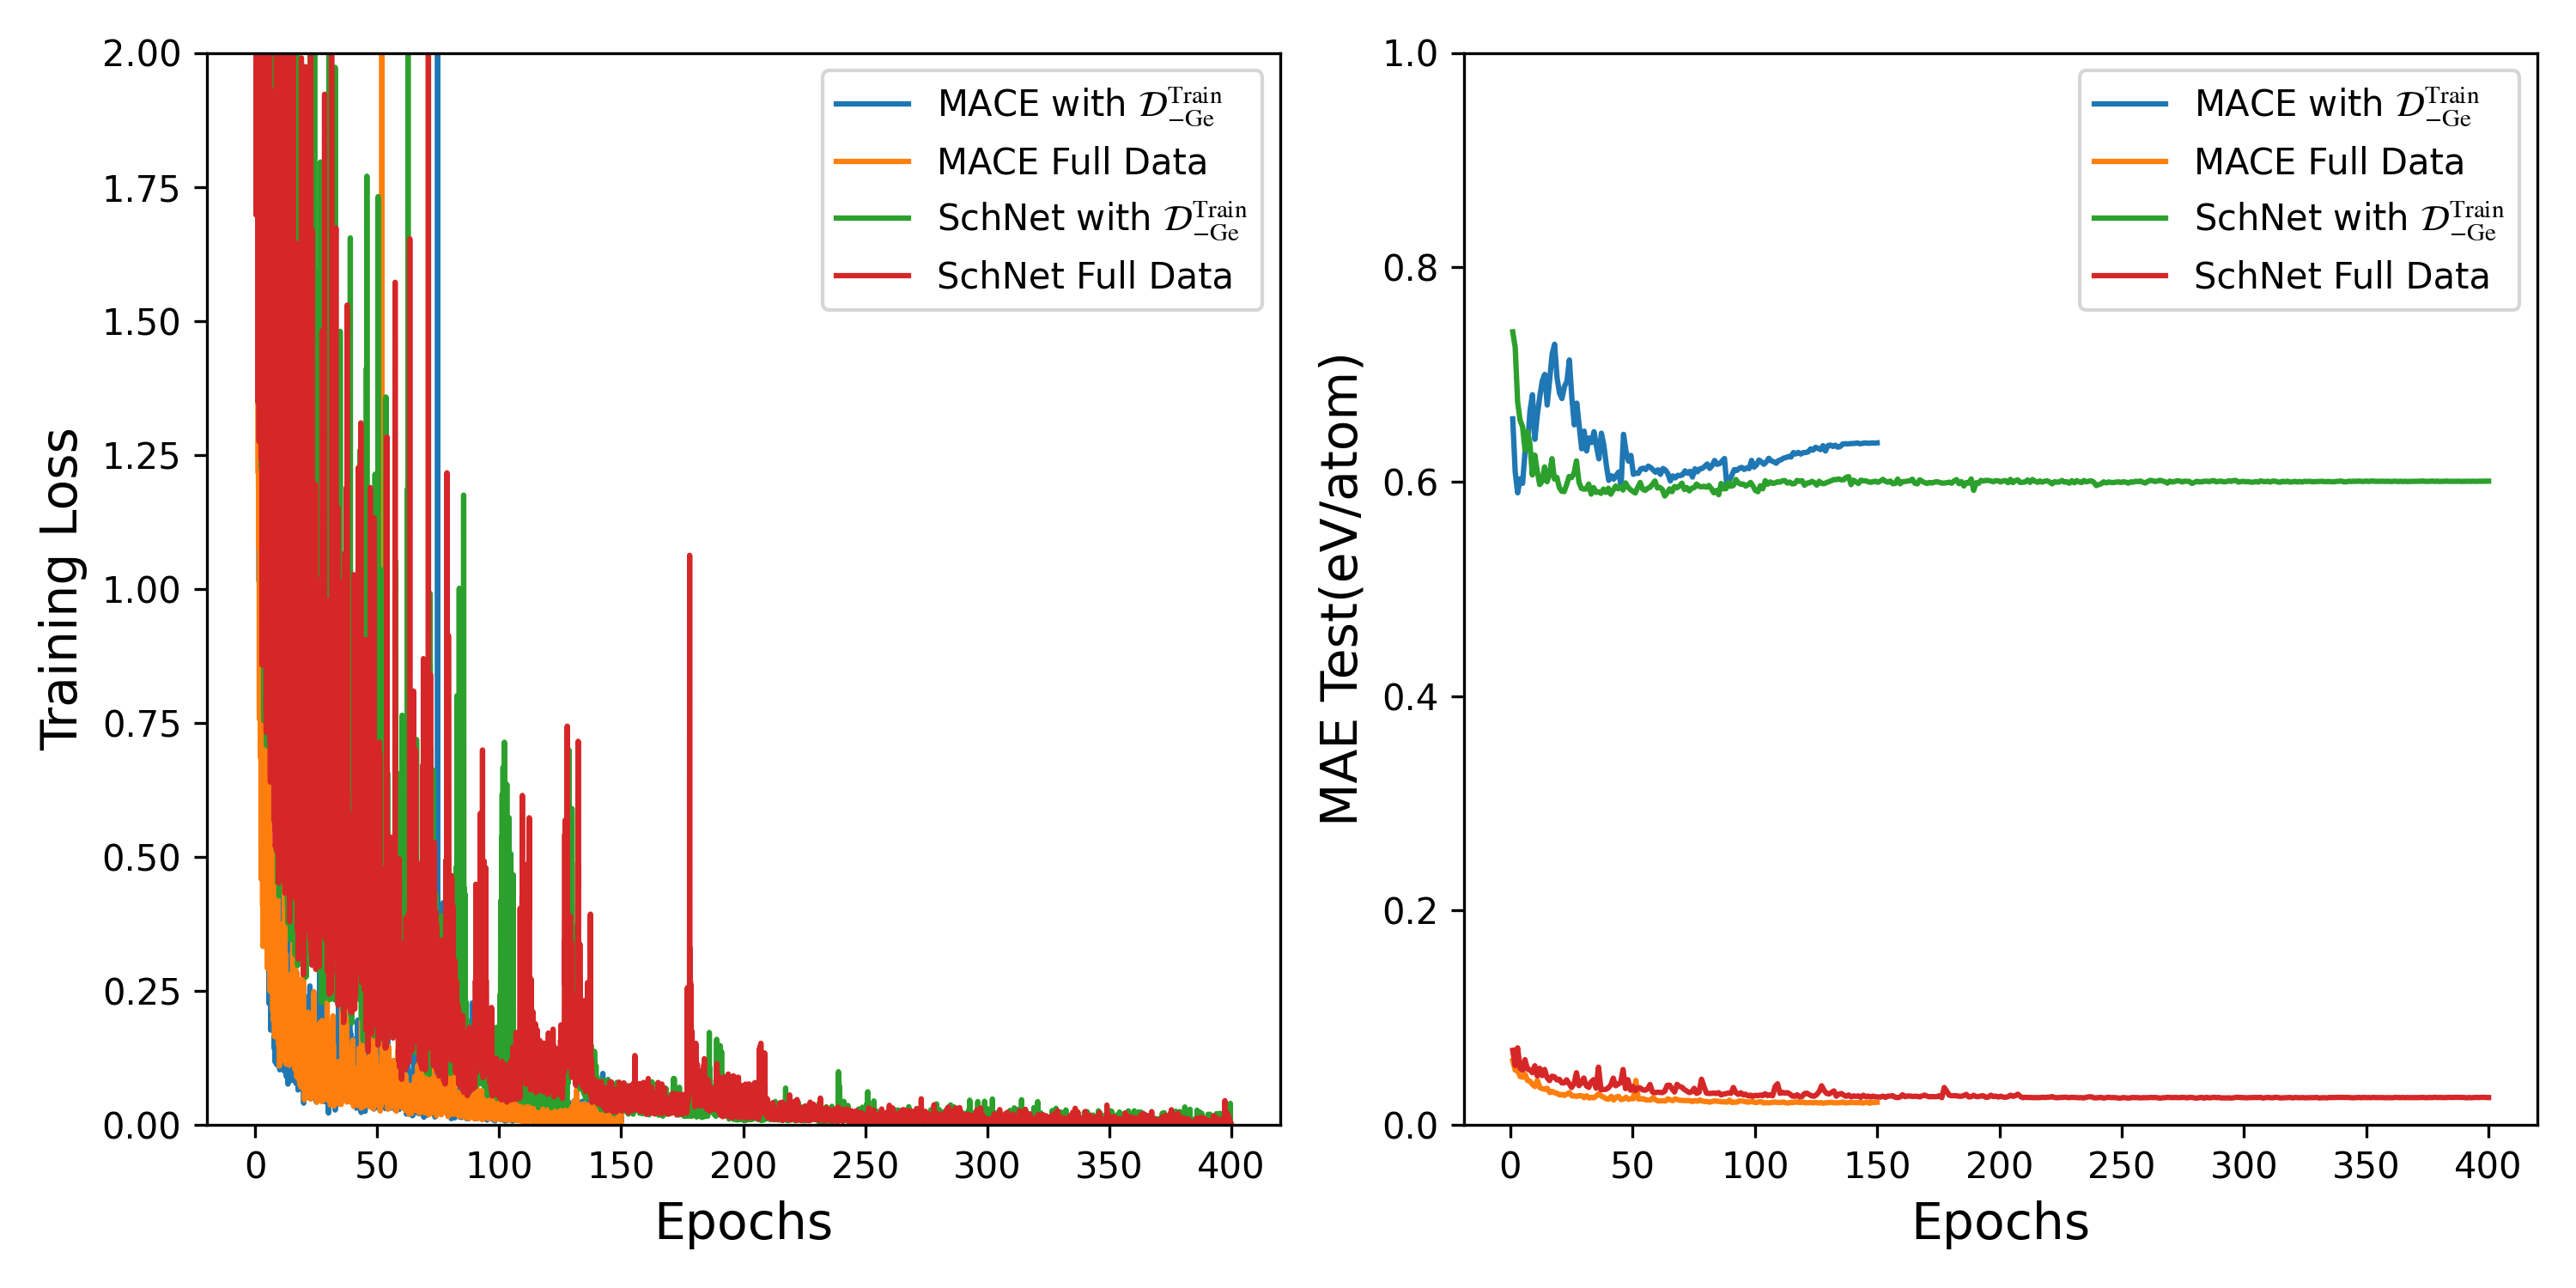 2.00
1.75
1.50
1.25
1.00
0.75
0.50
0.25
0.00
Training Loss
0 50 100 150 200 250 300 350 400
Epochs
MACE with 𝒟^Train_−Ge
MACE Full Data
SchNet with 𝒟^Train_−Ge
SchNet Full Data
1.0
0.8
0.6
0.4
0.2
0.0
MAE Test(eV/atom)
0 50 100 150 200 250 300 350 400
Epochs
MACE with 𝒟^Train_−Ge
MACE Full Data
SchNet with 𝒟^Train_−Ge
SchNet Full Data